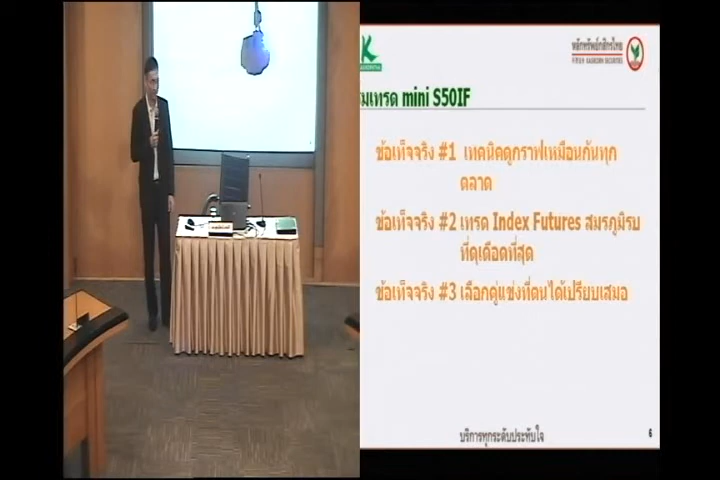 หลักทรัพย์กสิกรไทย
KASIKORN SECURITIES
มเทรด mini S50IF
ข้อเท็จจริง #1 เทคนิคดูกราฟเหมือนกันทุก
ตลาด
ข้อเท็จจริง #2 เทรด Index Futures สมรภูมิรบ
ที่ดุเดือดที่สุด
ข้อเท็จจริง #3 เลือกคู่แข่งที่ตนได้เปรียบเสมอ
บริการทุกระดับประทับใจ
6